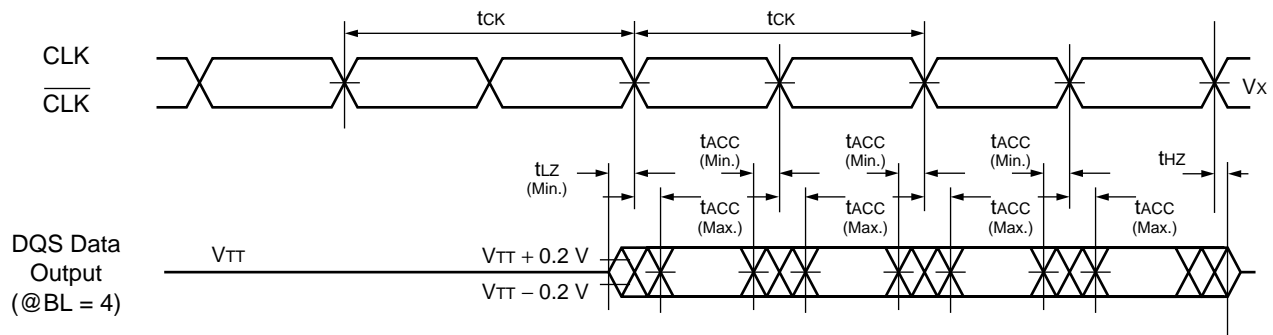 tCK tCK
CLK
CLK
VX
tACC tACC tACC
tLZ (Min.) (Min.) (Min.) tHZ
(Min.)
tACC tACC tACC tACC
(Max.) (Max.) (Max.) (Max.)
DQS Data
Output
(@BL = 4)
VTT
VTT + 0.2 V
VTT – 0.2 V